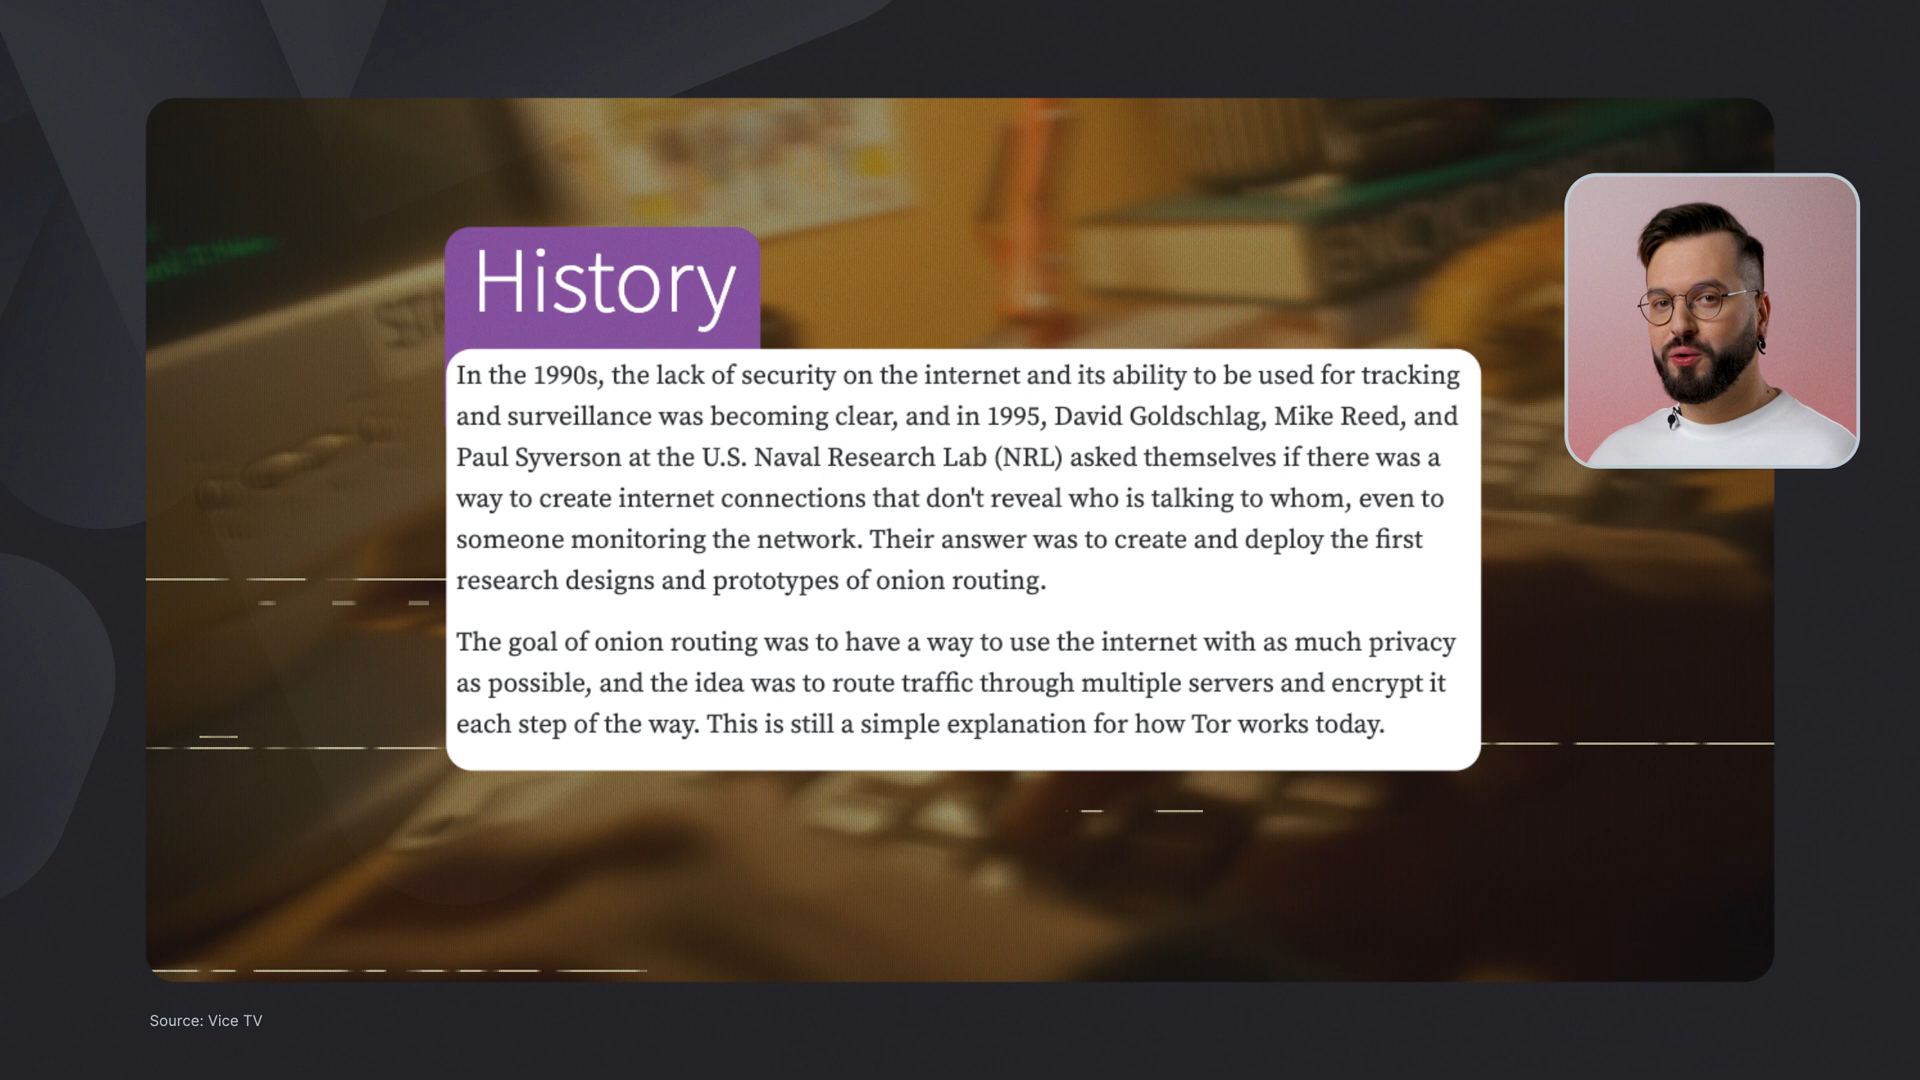 History
In the 1990s, the lack of security on the internet and its ability to be used for tracking
and surveillance was becoming clear, and in 1995, David Goldschlag, Mike Reed, and
Paul Syverson at the U.S. Naval Research Lab (NRL) asked themselves if there was a
way to create internet connections that don't reveal who is talking to whom, even to
someone monitoring the network. Their answer was to create and deploy the first
research designs and prototypes of onion routing.
The goal of onion routing was to have a way to use the internet with as much privacy
as possible, and the idea was to route traffic through multiple servers and encrypt it
each step of the way. This is still a simple explanation for how Tor works today.
Source: Vice TV